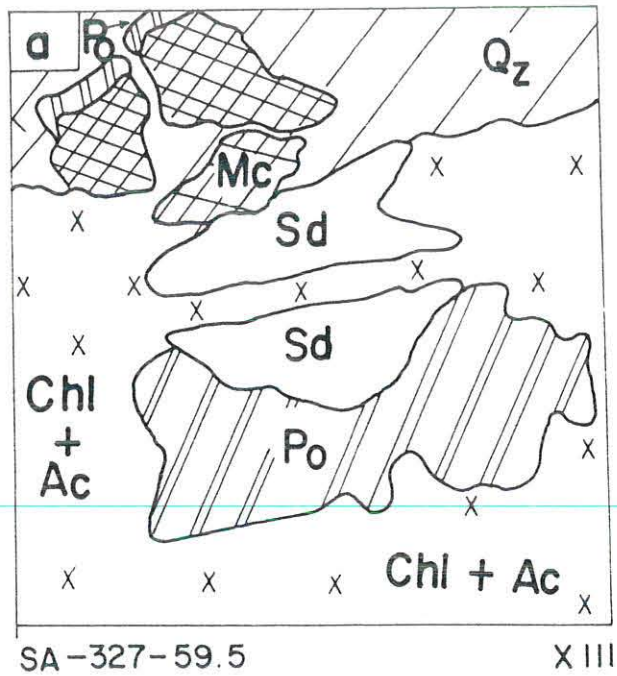 a
Po
Qz
Mc
Sd
Sd
Chl
+
Ac
Po
Chl + Ac
SA-327-59.5
X III